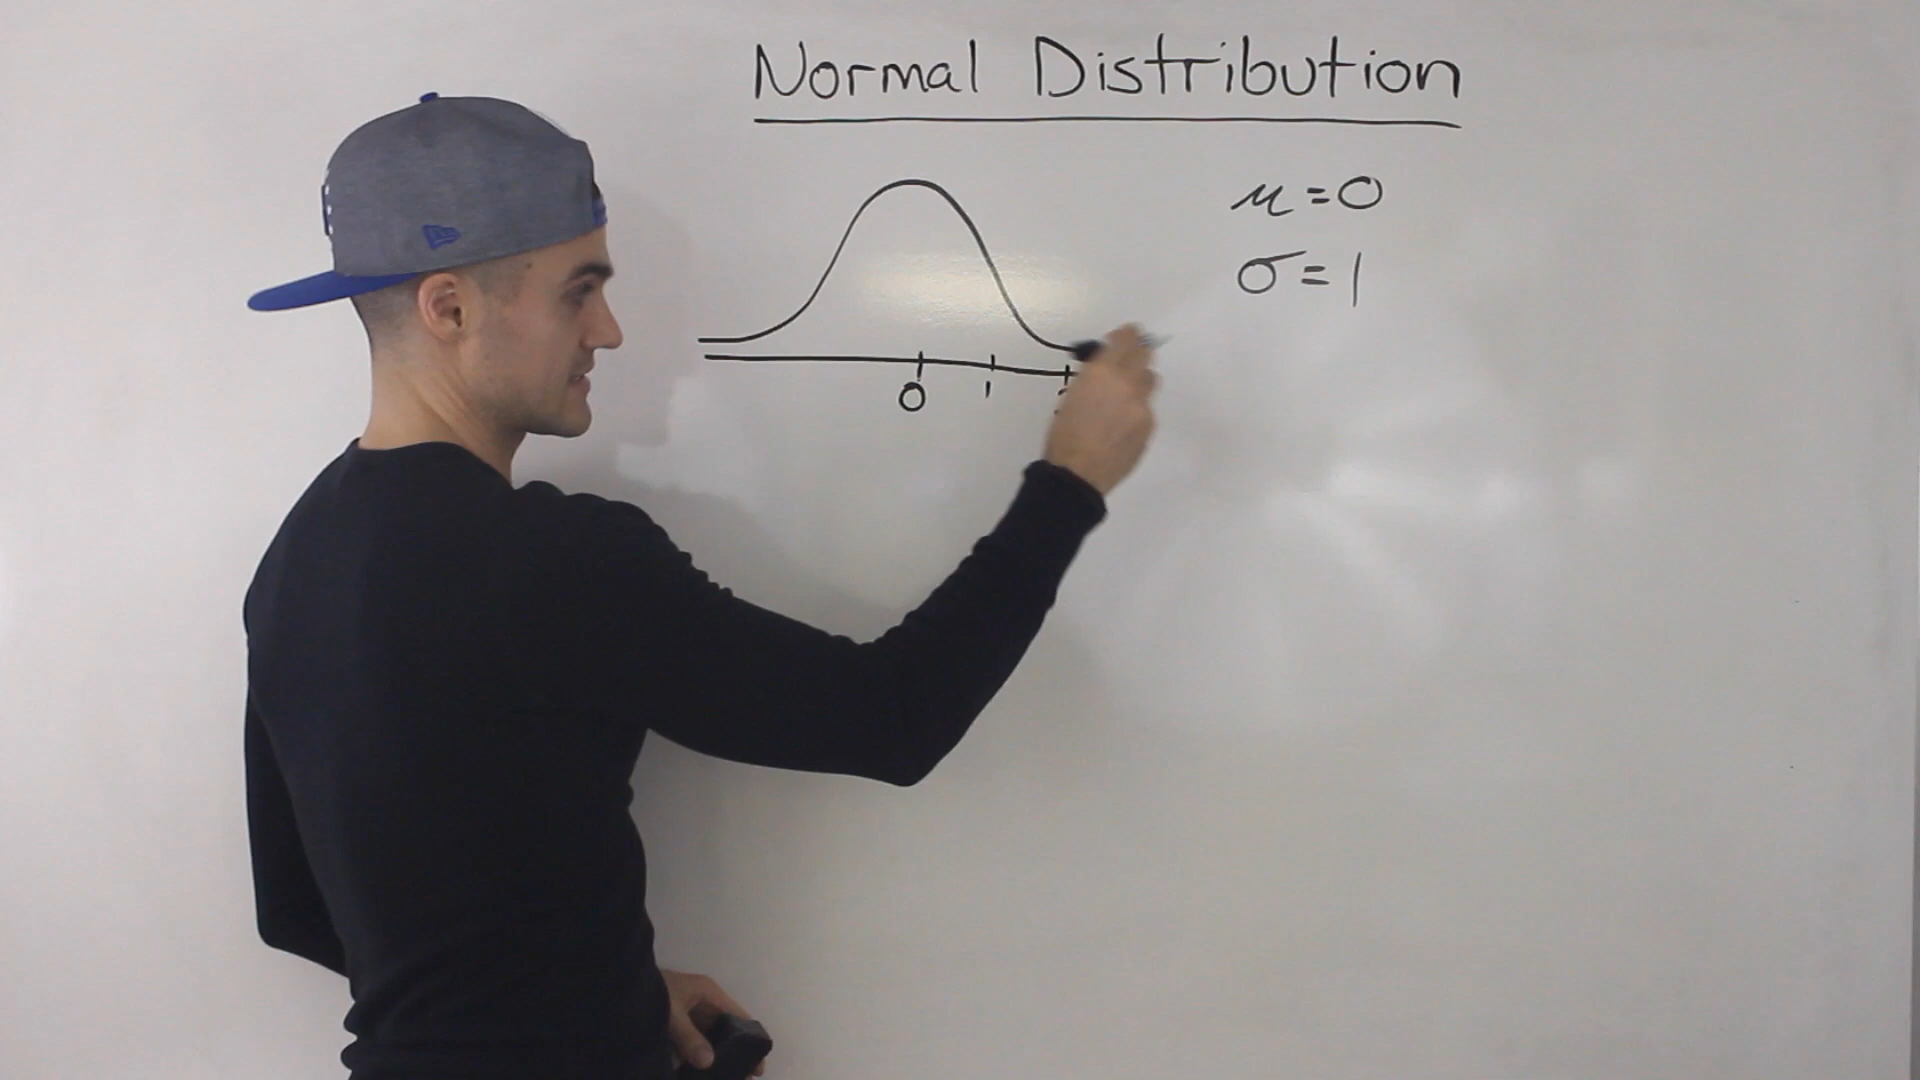 Normal Distribution
μ = 0
σ = 1
0 1